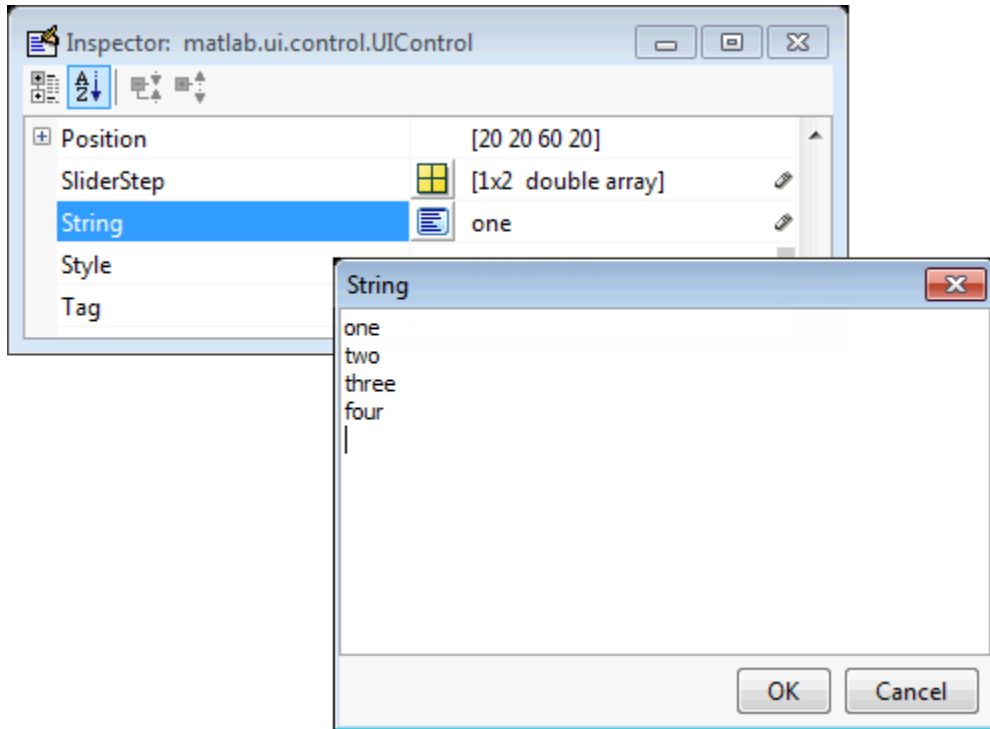 Inspector: matlab.ui.control.UIControl
Position [20 20 60 20]
SliderStep [1x2 double array]
String one
Style
Tag
String
one
two
three
four
OK Cancel